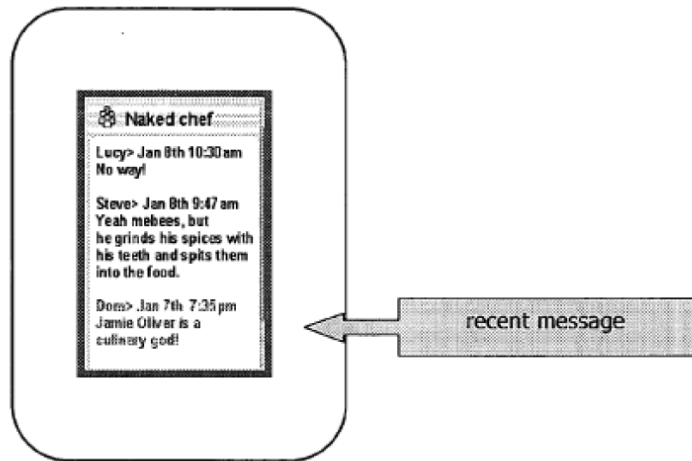 Naked chef
Lucy> Jan 8th 10:30am
No way!
Steve> Jan 8th 9:47am
Yeah mebees, but
he grinds his spices with
his teeth and spits them
into the food.
Dom> Jan 7th 7:35pm
Jamie Oliver is a
culinary god!
recent message